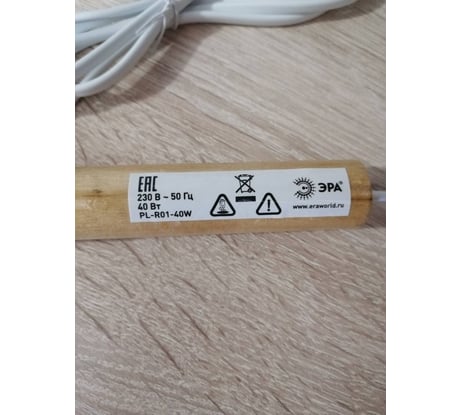 EAC
230 В ~ 50 Гц
40 Вт
PL-R01-40W
ЭРА
www.eraworld.ru